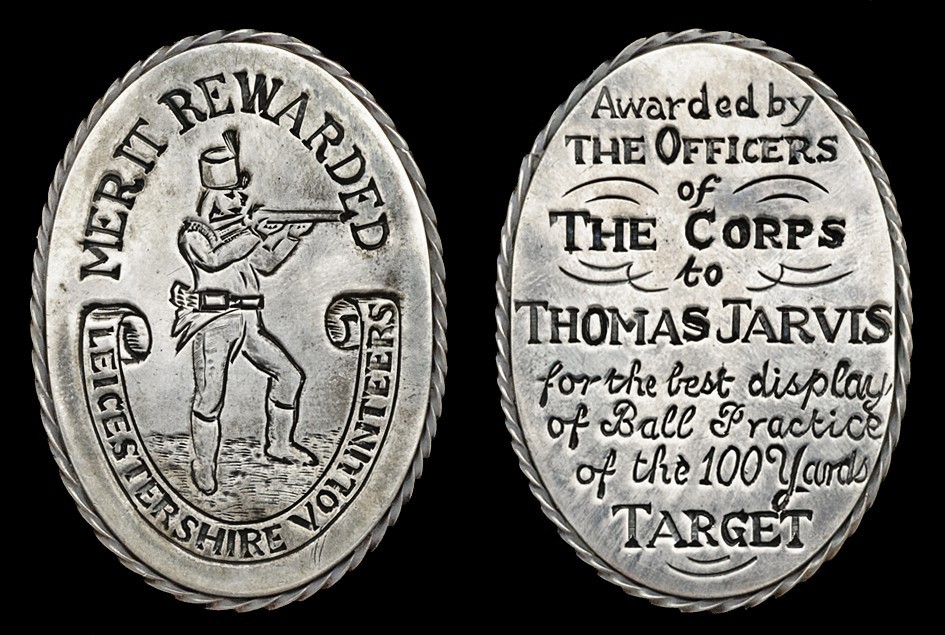 MERIT REWARDED
LEICESTERSHIRE VOLUNTEERS
Awarded by
THE OFFICERS
of
THE CORPS
to
THOMAS JARVIS
for the best display
of Ball Practice
of the 100 Yards
TARGET